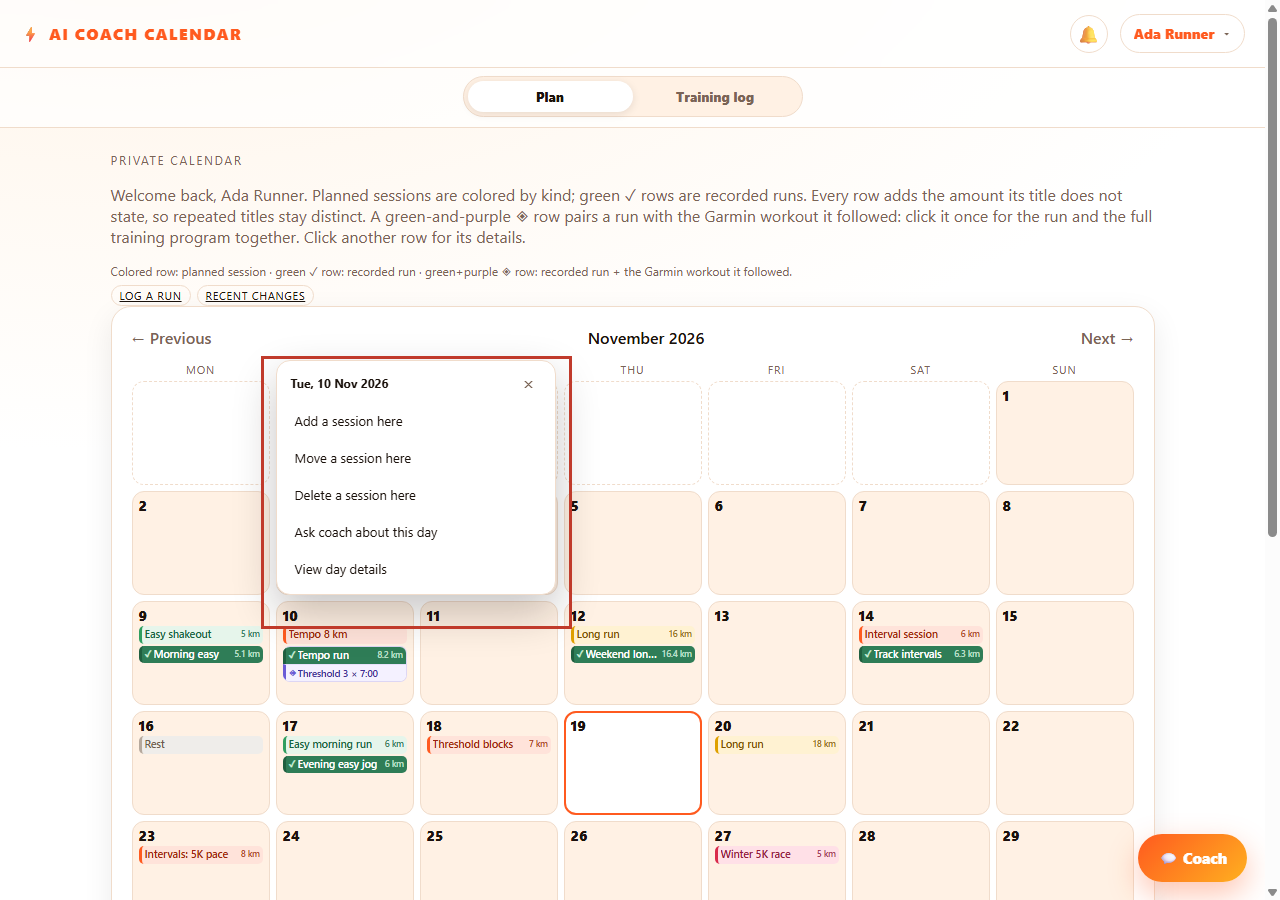 AI COACH CALENDAR
🔔
Ada Runner
Plan
Training log
PRIVATE CALENDAR
Welcome back, Ada Runner. Planned sessions are colored by kind; green ✓ rows are recorded runs. Every row adds the amount its title does not
state, so repeated titles stay distinct. A green-and-purple ◈ row pairs a run with the Garmin workout it followed: click it once for the run and the full
training program together. Click another row for its details.
Colored row: planned session · green ✓ row: recorded run · green+purple ◈ row: recorded run + the Garmin workout it followed.
LOG A RUN RECENT CHANGES
← Previous November 2026 Next →
MON THU FRI SAT SUN
Tue, 10 Nov 2026 ×
Add a session here
Move a session here
Delete a session here
Ask coach about this day
View day details
1
2 5 6 7 8
9 10 11 12 13 14 15
Easy shakeout 5 km
✓ Morning easy 5.1 km
Tempo 8 km
✓ Tempo run 8.2 km
◈ Threshold 3 × 7:00
Long run 16 km
✓ Weekend lon... 16.4 km
Interval session 6 km
✓ Track intervals 6.3 km
16 17 18 19 20 21 22
Rest
Easy morning run 6 km
✓ Evening easy jog 6 km
Threshold blocks 7 km
Long run 18 km
23 24 25 26 27 28 29
Intervals: 5K pace 8 km
Winter 5K race 5 km
Coach